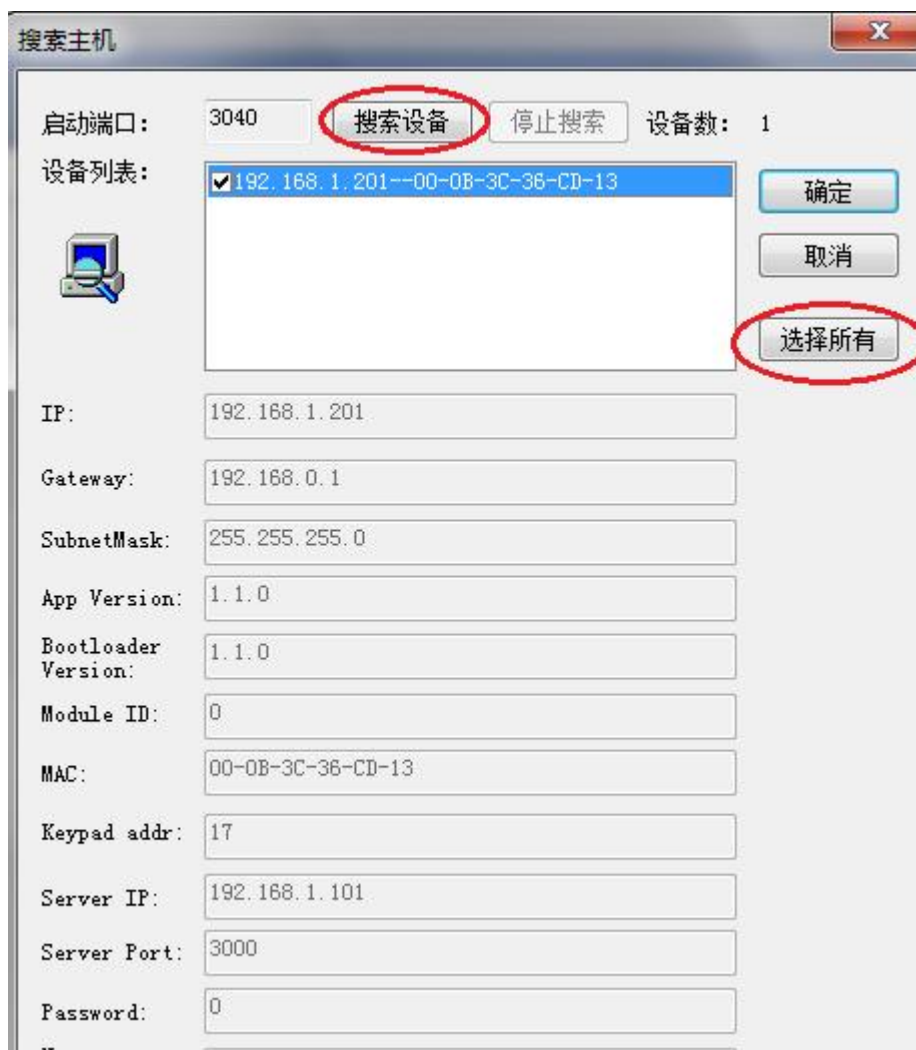 搜索主机
启动端口： 3040 搜索设备 停止搜索 设备数： 1
设备列表：
192.168.1.201--00-0B-3C-36-CD-13
确定
取消
选择所有
IP: 192.168.1.201
Gateway: 192.168.0.1
SubnetMask: 255.255.255.0
App Version: 1.1.0
Bootloader
Version: 1.1.0
Module ID: 0
MAC: 00-0B-3C-36-CD-13
Keypad addr: 17
Server IP: 192.168.1.101
Server Port: 3000
Password: 0